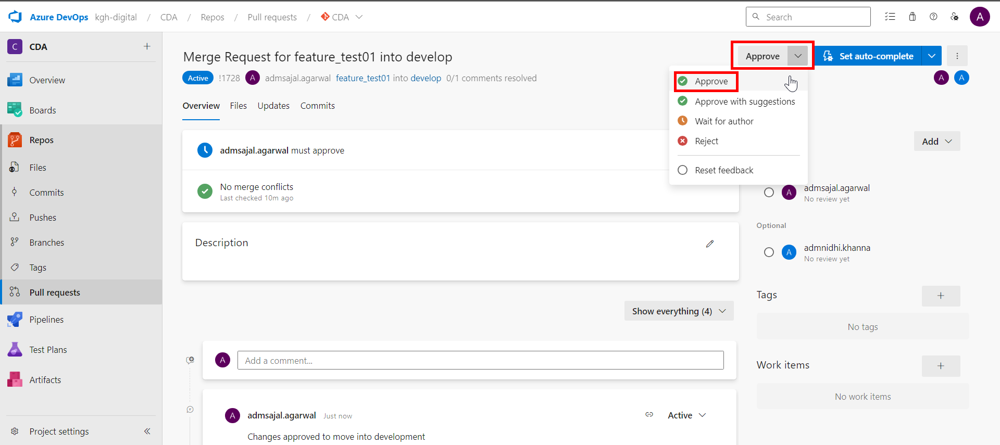 Azure DevOps kgh-digital / CDA / Repos / Pull requests / CDA
Search
A
C CDA
Overview
Boards
Repos
Files
Commits
Pushes
Branches
Tags
Pull requests
Pipelines
Test Plans
Artifacts
Project settings
Merge Request for feature_test01 into develop
Approve
Set auto-complete
Active !1728 A admsajal.agarwal feature_test01 into develop 0/1 comments resolved
A A
Approve
Approve with suggestions
Wait for author
Reject
Reset feedback
Overview Files Updates Commits
admsajal.agarwal must approve
No merge conflicts
Last checked 10m ago
Description
Show everything (4)
A Add a comment...
A admsajal.agarwal Just now
Active
Changes approved to move into development
Add
A admsajal.agarwal
No review yet
Optional
A admnidhi.khanna
No review yet
Tags
No tags
Work items
No work items